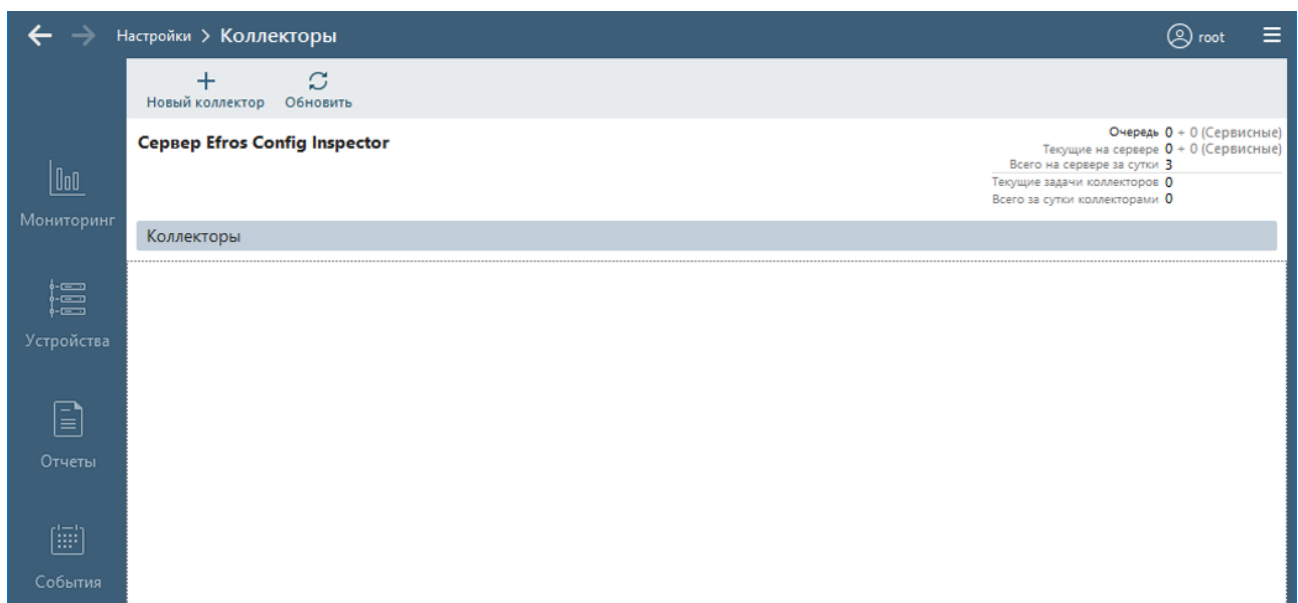 Настройки > Коллекторы
root
Новый коллектор Обновить
Сервер Efros Config Inspector
Очередь 0 + 0 (Сервисные)
Текущие на сервере 0 + 0 (Сервисные)
Всего на сервере за сутки 3
Текущие задачи коллекторов 0
Всего за сутки коллекторами 0
Коллекторы
Мониторинг
Устройства
Отчеты
События